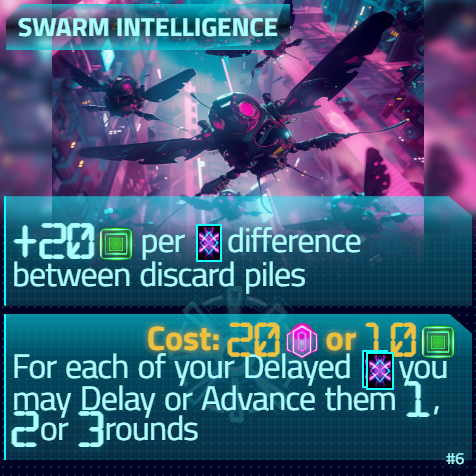 SWARM INTELLIGENCE
+20 per difference
between discard piles
Cost: 20 or 10
For each of your Delayed you
may Delay or Advance them 1,
2 or 3 rounds
#6